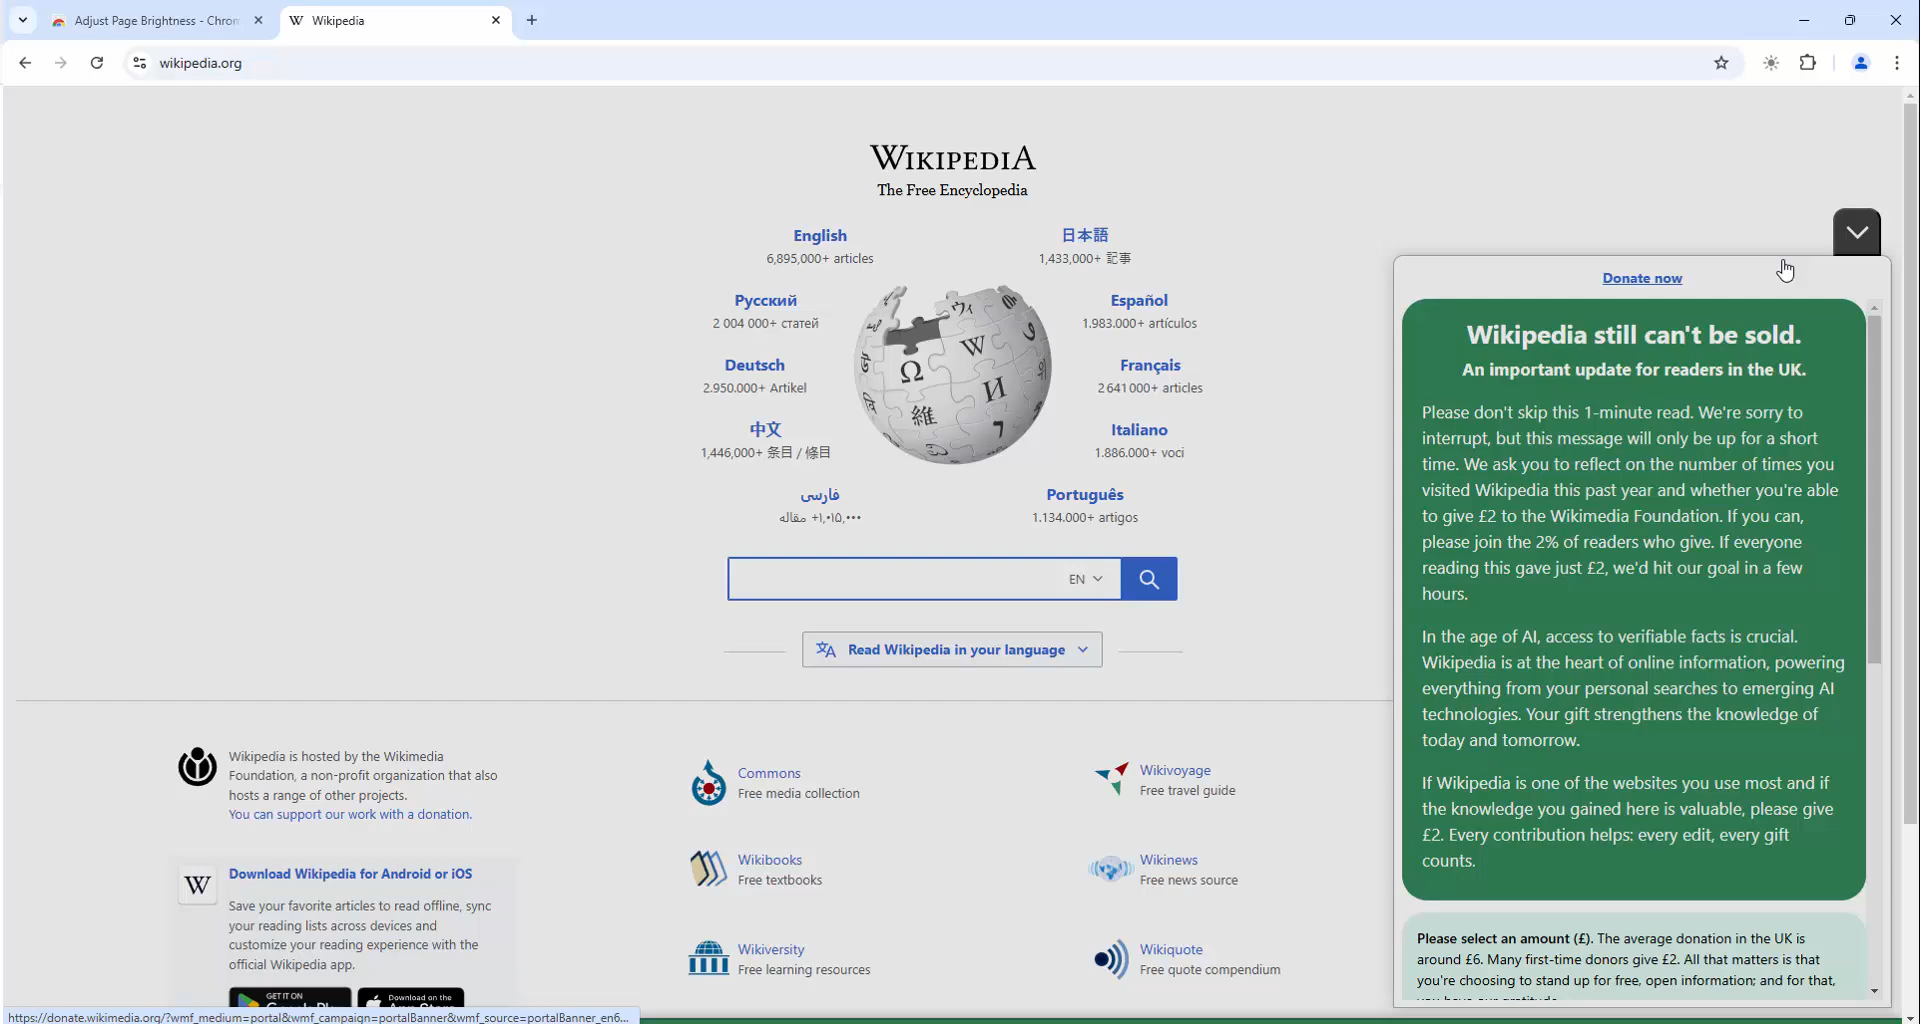 Adjust Page Brightness - Chrom
Wikipedia
wikipedia.org
WIKIPEDIA
The Free Encyclopedia
English
6,895,000+ articles
日本語
1,433,000+ 記事
Русский
2 004 000+ статей
Español
1.983.000+ artículos
Deutsch
2.950.000+ Artikel
Français
2 641 000+ articles
中文
1,446,000+ 条目 / 條目
Italiano
1.886.000+ voci
فارسی
۱٬۰۱۵٬۰۰۰+ مقاله
Português
1.134.000+ artigos
EN
Read Wikipedia in your language
Wikipedia is hosted by the Wikimedia
Foundation, a non-profit organization that also
hosts a range of other projects.
You can support our work with a donation.
Download Wikipedia for Android or iOS
Save your favorite articles to read offline, sync
your reading lists across devices and
customize your reading experience with the
official Wikipedia app.
GET IT ON
Google Play
Download on the
App Store
Commons
Free media collection
Wikivoyage
Free travel guide
Wikibooks
Free textbooks
Wikinews
Free news source
Wikiversity
Free learning resources
Wikiquote
Free quote compendium
Donate now
Wikipedia still can't be sold.
An important update for readers in the UK.
Please don't skip this 1-minute read. We're sorry to
interrupt, but this message will only be up for a short
time. We ask you to reflect on the number of times you
visited Wikipedia this past year and whether you're able
to give £2 to the Wikimedia Foundation. If you can,
please join the 2% of readers who give. If everyone
reading this gave just £2, we'd hit our goal in a few
hours.
In the age of AI, access to verifiable facts is crucial.
Wikipedia is at the heart of online information, powering
everything from your personal searches to emerging AI
technologies. Your gift strengthens the knowledge of
today and tomorrow.
If Wikipedia is one of the websites you use most and if
the knowledge you gained here is valuable, please give
£2. Every contribution helps: every edit, every gift
counts.
Please select an amount (£). The average donation in the UK is
around £6. Many first-time donors give £2. All that matters is that
you're choosing to stand up for free, open information; and for that,
you have our gratitude.
https://donate.wikimedia.org/?wmf_medium=portal&wmf_campaign=portalBanner&wmf_source=portalBanner_en6...